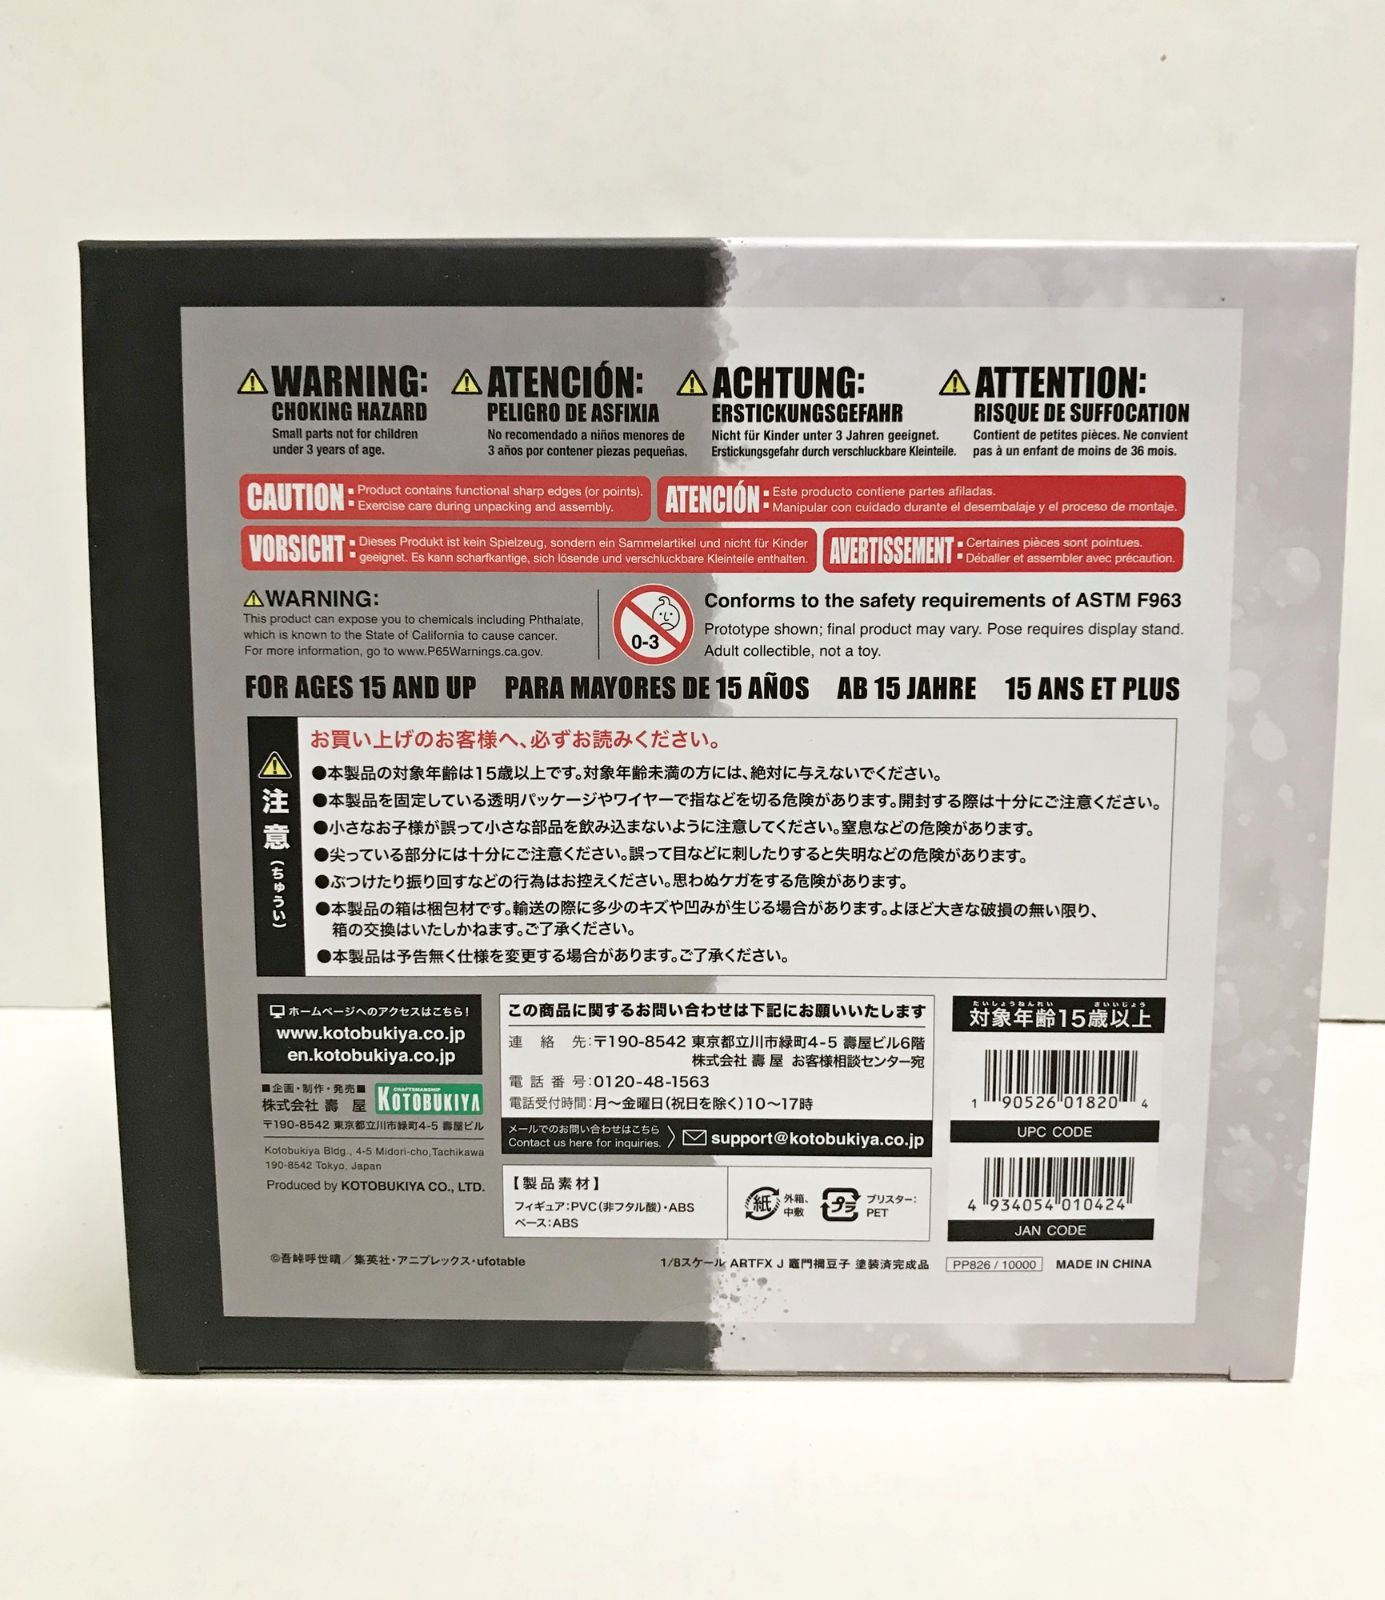 WARNING:
CHOKING HAZARD
Small parts not for children
under 3 years of age.
ATENCIÓN:
PELIGRO DE ASFIXIA
No recomendado a niños menores de
3 años por contener piezas pequeñas.
ACHTUNG:
ERSTICKUNGSGEFAHR
Nicht für Kinder unter 3 Jahren geeignet.
Erstickungsgefahr durch verschluckbare Kleinteile.
ATTENTION:
RISQUE DE SUFFOCATION
Contient de petites pièces. Ne convient
pas à un enfant de moins de 36 mois.
CAUTION: Product contains functional sharp edges (or points).
Exercise care during unpacking and assembly.
ATENCIÓN: Este producto contiene partes afiladas.
Manipular con cuidado durante el desembalaje y el proceso de montaje.
VORSICHT: Dieses Produkt ist kein Spielzeug, sondern ein Sammelartikel und nicht für Kinder
geeignet. Es kann scharfkantige, sich lösende und verschluckbare Kleinteile enthalten.
AVERTISSEMENT: Certaines pièces sont pointues.
Déballer et assembler avec précaution.
WARNING:
This product can expose you to chemicals including Phthalate,
which is known to the State of California to cause cancer.
For more information, go to www.P65Warnings.ca.gov.
0-3
Conforms to the safety requirements of ASTM F963
Prototype shown; final product may vary. Pose requires display stand.
Adult collectible, not a toy.
FOR AGES 15 AND UP PARA MAYORES DE 15 AÑOS AB 15 JAHRE 15 ANS ET PLUS
注意(ちゅうい)
お買い上げのお客様へ、必ずお読みください。
●本製品の対象年齢は15歳以上です。対象年齢未満の方には、絶対に与えないでください。
●本製品を固定している透明パッケージやワイヤーで指などを切る危険があります。開封する際は十分にご注意ください。
●小さなお子様が誤って小さな部品を飲み込まないように注意してください。窒息などの危険があります。
●尖っている部分には十分にご注意ください。誤って目などに刺したりすると失明などの危険があります。
●ぶつけたり振り回すなどの行為はお控えください。思わぬケガをする危険があります。
●本製品の箱は梱包材です。輸送の際に多少のキズや凹みが生じる場合があります。よほど大きな破損の無い限り、
箱の交換はいたしかねます。ご了承ください。
●本製品は予告無く仕様を変更する場合があります。ご了承ください。
ホームページへのアクセスはこちら!
www.kotobukiya.co.jp
en.kotobukiya.co.jp
■企画・制作・発売■
株式会社 壽 屋
CRAFTSMANSHIP
KOTOBUKIYA
〒190-8542 東京都立川市緑町4-5 壽屋ビル
Kotobukiya Bldg., 4-5 Midori-cho,Tachikawa
190-8542 Tokyo, Japan
Produced by KOTOBUKIYA CO., LTD.
この商品に関するお問い合わせは下記にお願いいたします
連 絡 先:〒190-8542 東京都立川市緑町4-5 壽屋ビル6階
株式会社 壽 屋 お客様相談センター宛
電 話 番 号:0120-48-1563
電話受付時間:月〜金曜日(祝日を除く)10〜17時
メールでのお問い合わせはこちら
Contact us here for inquiries.
support@kotobukiya.co.jp
【製品素材】
フィギュア:PVC(非フタル酸)・ABS
ベース:ABS
紙
外箱、
中敷
プラ
ブリスター:
PET
たいしょうねんれい さいいじょう
対象年齢15歳以上
1 90526 01820 4
UPC CODE
4 934054 010424
JAN CODE
©吾峠呼世晴/集英社・アニプレックス・ufotable
1/8スケール ARTFX J 竈門禰豆子 塗装済完成品
PP826 / 10000
MADE IN CHINA